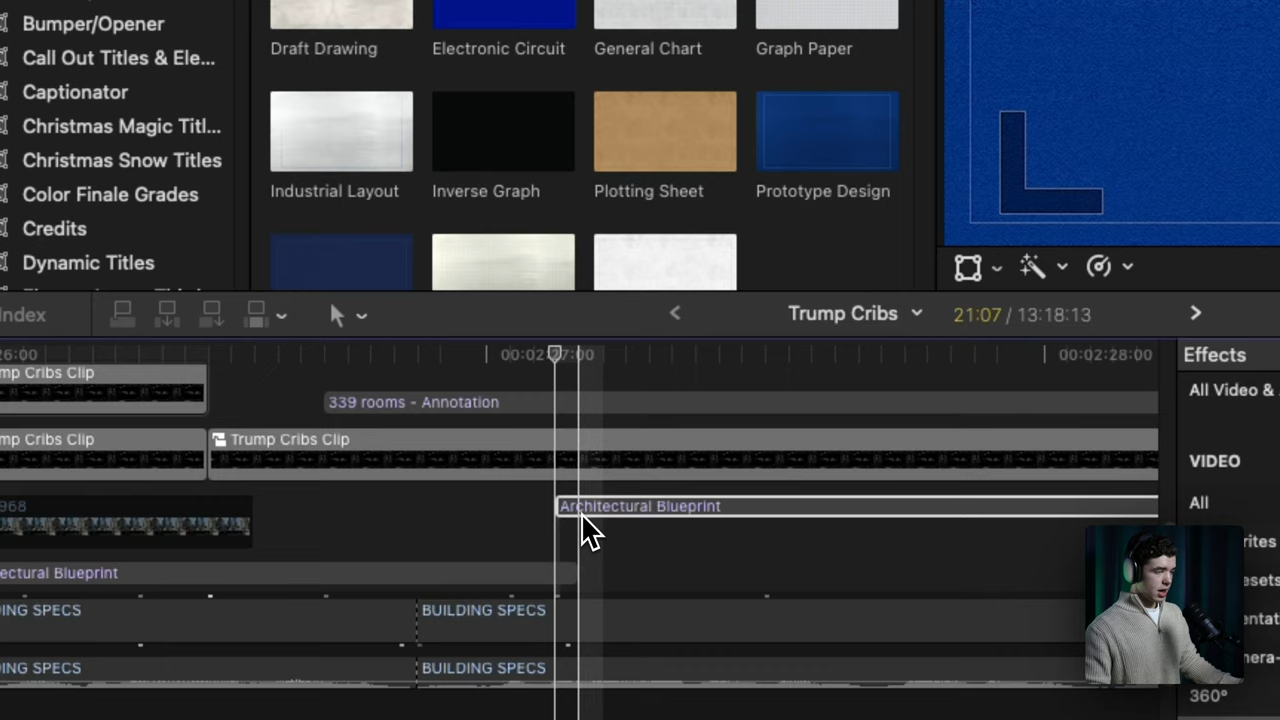 Bumper/Opener
Call Out Titles & Ele...
Captionator
Christmas Magic Titl...
Christmas Snow Titles
Color Finale Grades
Credits
Dynamic Titles
Draft Drawing
Electronic Circuit
General Chart
Graph Paper
Industrial Layout
Inverse Graph
Plotting Sheet
Prototype Design
Index
Trump Cribs
21:07 / 13:18:13
26:00
00:02:27:00
00:02:28:00
Effects
mp Cribs Clip
339 rooms - Annotation
All Video &
mp Cribs Clip
Trump Cribs Clip
VIDEO
968
Architectural Blueprint
All
rites
ectural Blueprint
esets
ING SPECS
BUILDING SPECS
entat
nera-
ING SPECS
BUILDING SPECS
360°